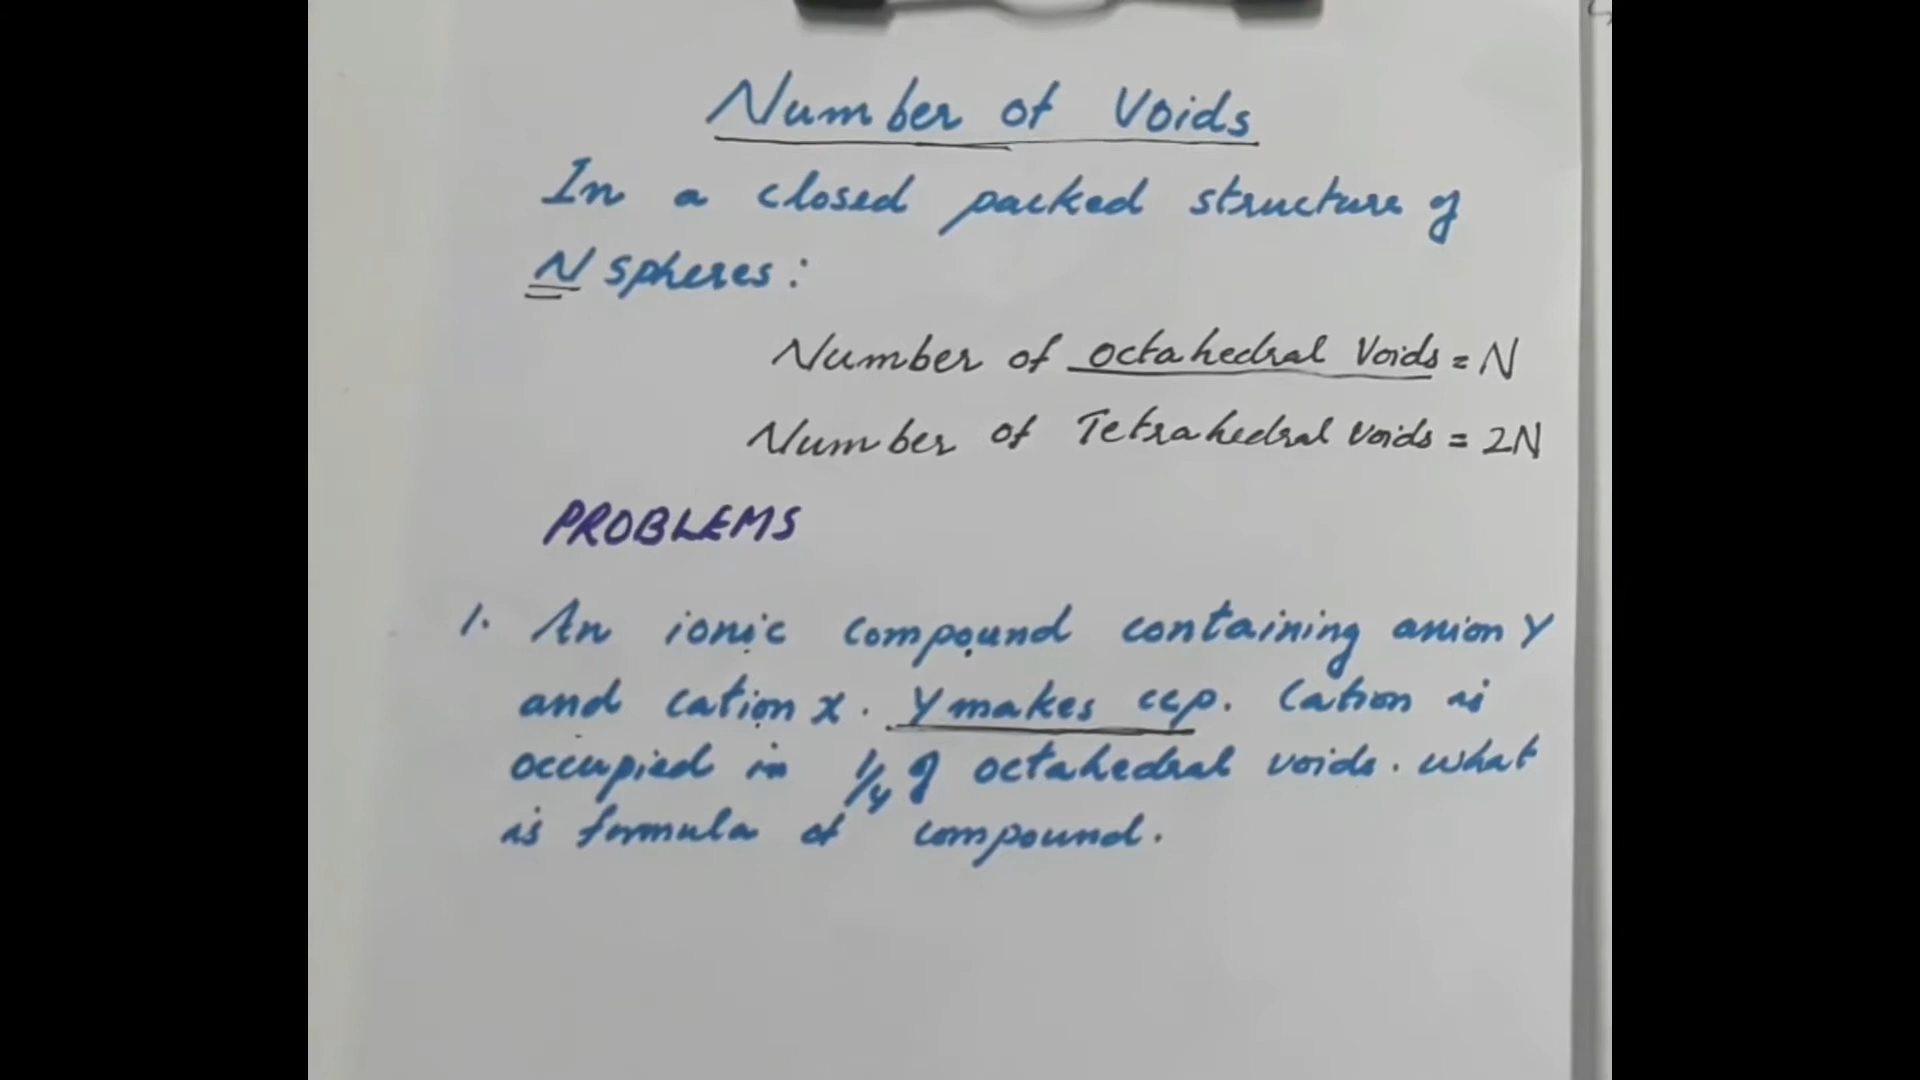 Number of Voids
In a closed packed structure of
N spheres:
Number of octahedral Voids = N
Number of Tetrahedral Voids = 2N
PROBLEMS
1. An ionic compound containing anion Y
and cation X. Y makes ccp. Cation is
occupied in 1/4 of octahedral voids. what
is formula of compound.